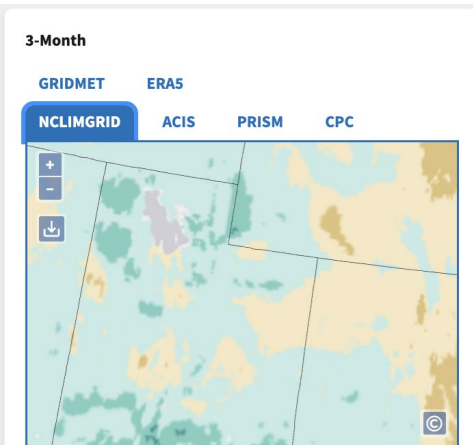 3-Month
GRIDMET ERA5
NCLIMGRID ACIS PRISM CPC
+
-
©